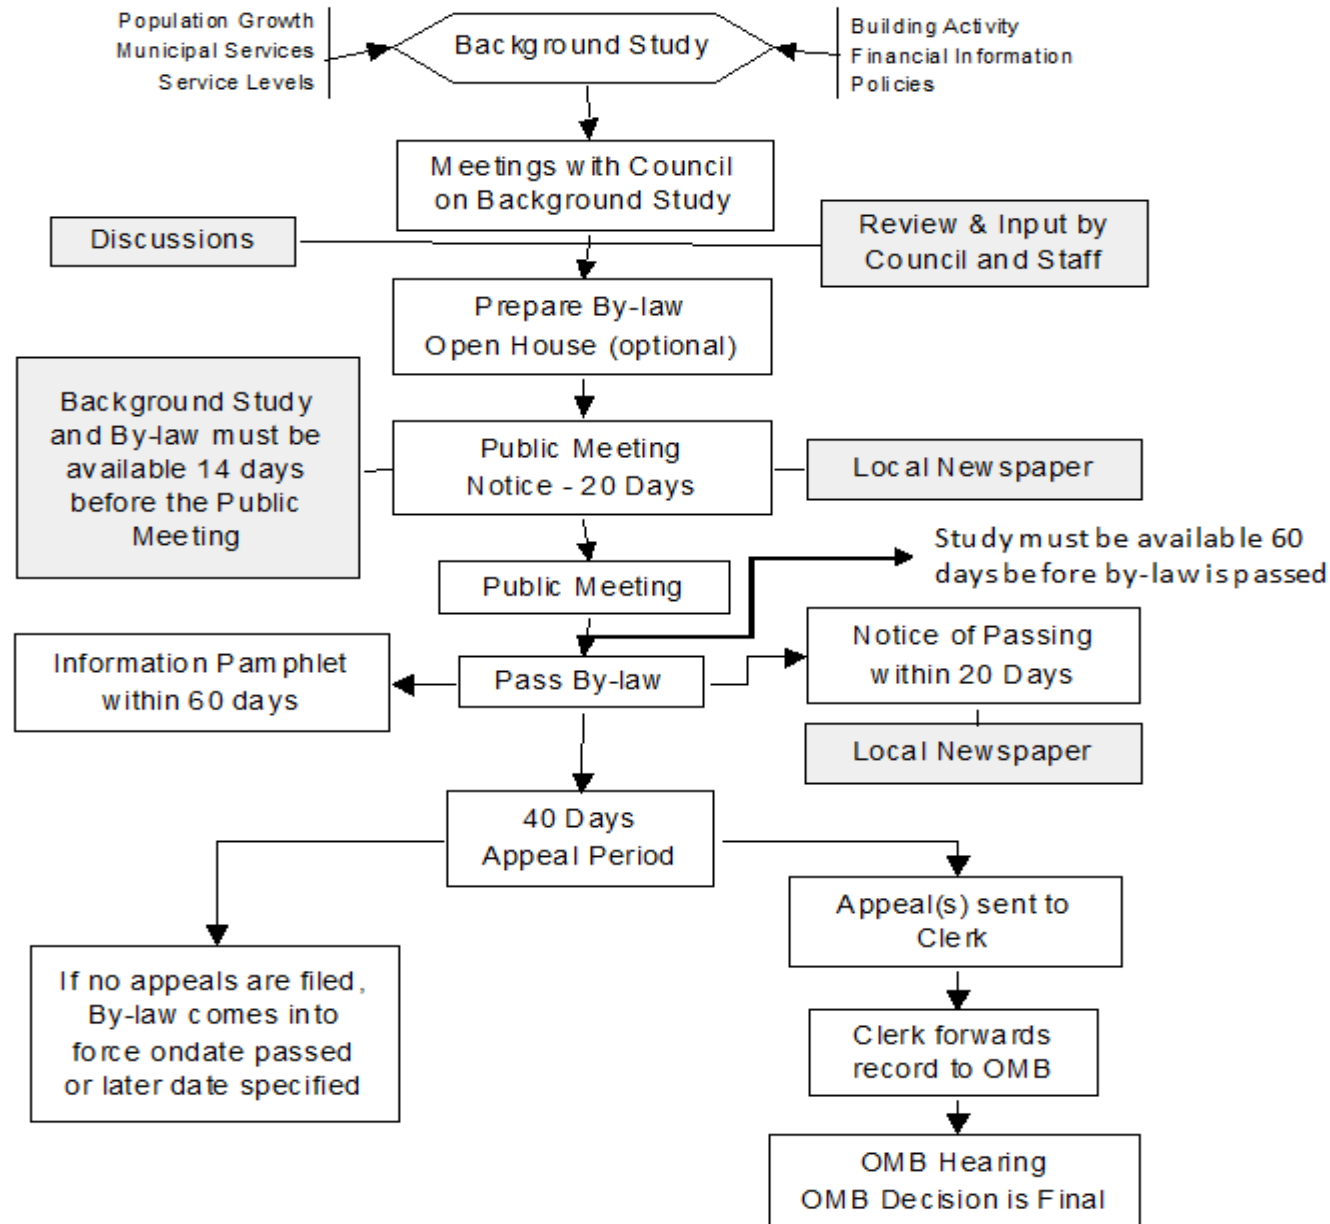 Population Growth
Municipal Services
Service Levels
Background Study
Building Activity
Financial Information
Policies
Meetings with Council
on Background Study
Discussions
Review & Input by
Council and Staff
Prepare By-law
Open House (optional)
Background Study
and By-law must be
available 14 days
before the Public
Meeting
Public Meeting
Notice - 20 Days
Local Newspaper
Public Meeting
Study must be available 60
days before by-law is passed
Information Pamphlet
within 60 days
Pass By-law
Notice of Passing
within 20 Days
Local Newspaper
40 Days
Appeal Period
If no appeals are filed,
By-law comes into
force ondate passed
or later date specified
Appeal(s) sent to
Clerk
Clerk forwards
record to OMB
OMB Hearing
OMB Decision is Final